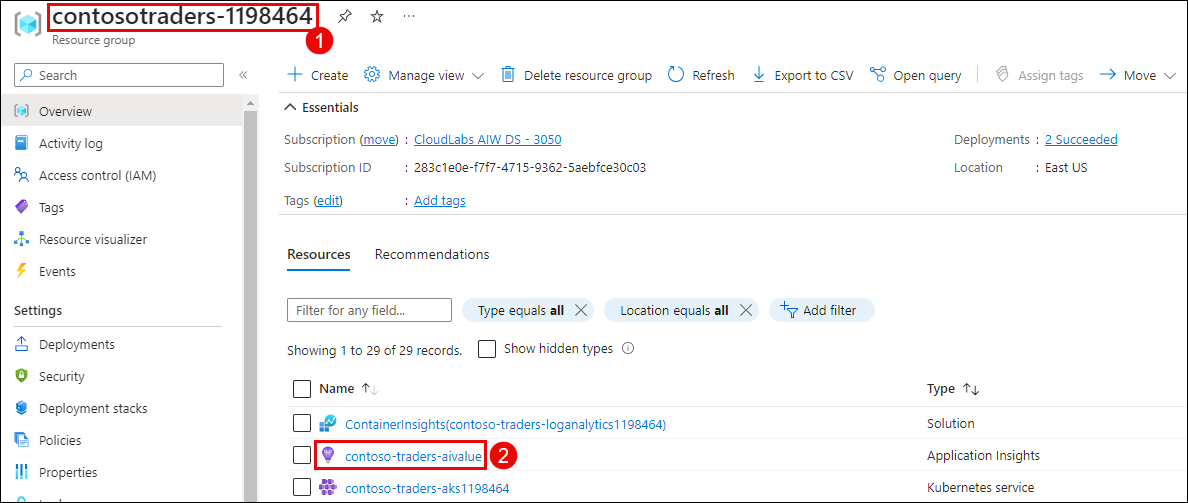 contosotraders-1198464
1
Resource group
Search
Create Manage view Delete resource group Refresh Export to CSV Open query Assign tags Move
Overview
Activity log
Access control (IAM)
Tags
Resource visualizer
Events
Settings
Deployments
Security
Deployment stacks
Policies
Properties
Essentials
Subscription (move) : CloudLabs AIW DS - 3050 Deployments : 2 Succeeded
Subscription ID : 283c1e0e-f7f7-4715-9362-5aebfce30c03 Location : East US
Tags (edit) : Add tags
Resources Recommendations
Filter for any field... Type equals all Location equals all Add filter
Showing 1 to 29 of 29 records. Show hidden types
Name Type
ContainerInsights(contoso-traders-loganalytics1198464) Solution
contoso-traders-aivalue 2 Application Insights
contoso-traders-aks1198464 Kubernetes service